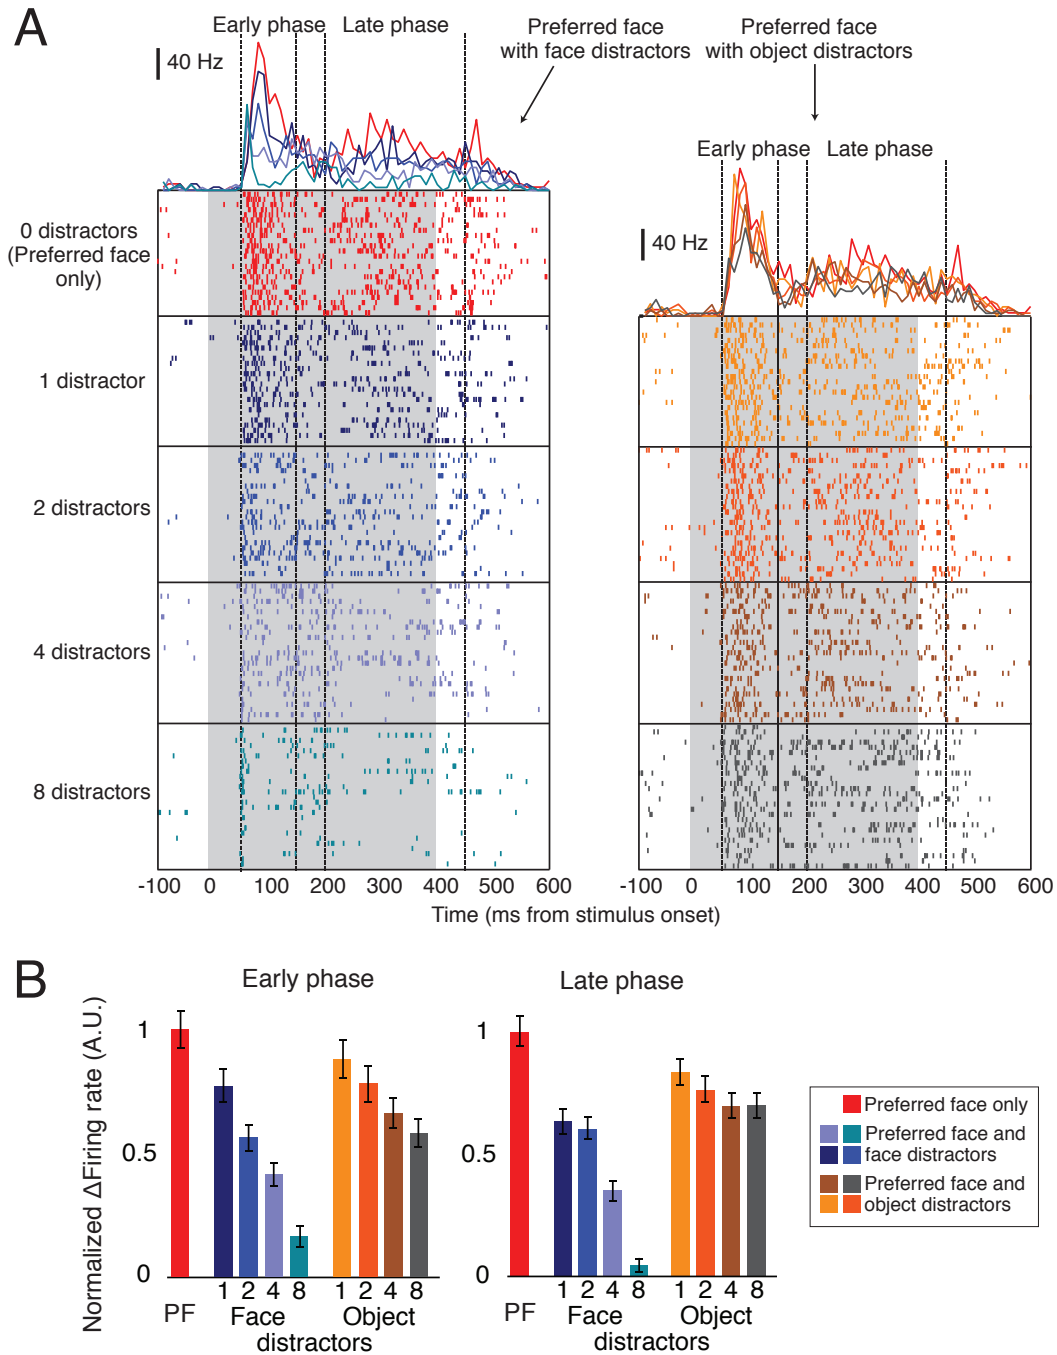 A
Early phase
Late phase
40 Hz
Preferred face
with face distractors
Preferred face
with object distractors
Early phase
Late phase
40 Hz
0 distractors
(Preferred face
only)
1 distractor
2 distractors
4 distractors
8 distractors
-100 0 100 200 300 400 500 600
-100 0 100 200 300 400 500 600
Time (ms from stimulus onset)
B
Early phase
Late phase
Normalized ΔFiring rate (A.U.)
1
0.5
0
1
0.5
0
PF
1 2 4 8
Face
1 2 4 8
Object
distractors
PF
1 2 4 8
Face
1 2 4 8
Object
distractors
Preferred face only
Preferred face and
face distractors
Preferred face and
object distractors